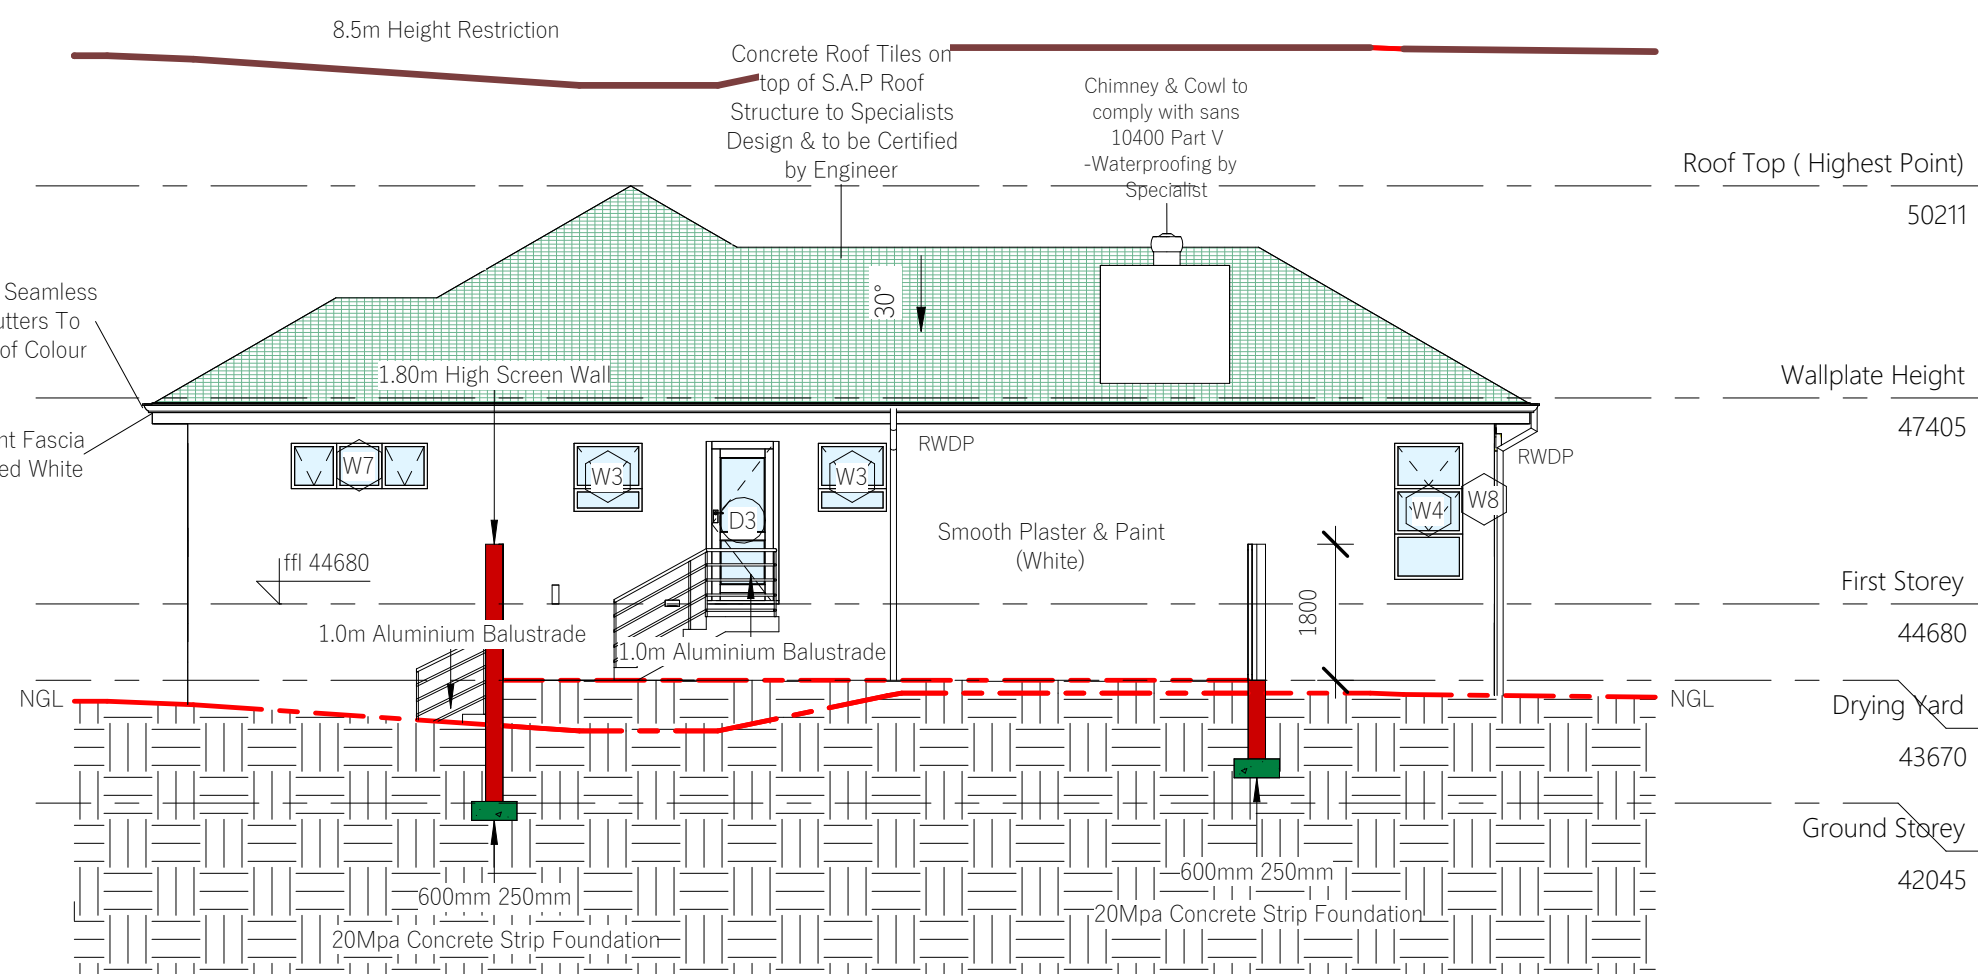 8.5m Height Restriction
Concrete Roof Tiles on
top of S.A.P Roof
Structure to Specialists
Design & to be Certified
by Engineer
Chimney & Cowl to
comply with sans
10400 Part V
-Waterproofing by
Specialist
Roof Top ( Highest Point)
50211
Seamless
utters To
of Colour
30°
1.80m High Screen Wall
Wallplate Height
47405
nt Fascia
ed White
RWDP
RWDP
W7
W3
W3
W4
W8
D3
Smooth Plaster & Paint
(White)
ffl 44680
First Storey
44680
1800
1.0m Aluminium Balustrade
1.0m Aluminium Balustrade
NGL
NGL
Drying Yard
43670
Ground Storey
42045
600mm 250mm
20Mpa Concrete Strip Foundation
600mm 250mm
20Mpa Concrete Strip Foundation